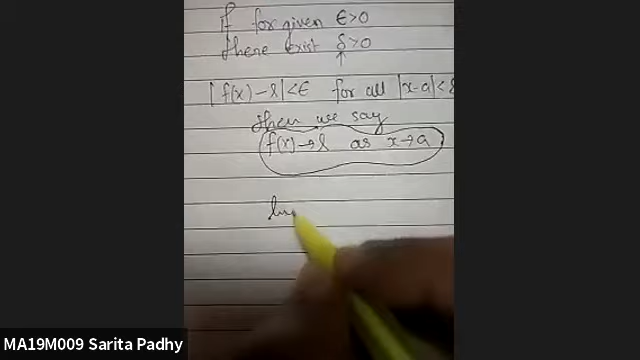 If for given ε>0
there exist δ>0
↑
|f(x)-l|<ε for all |x-a|<δ
then we say
f(x)→l as x→a
MA19M009 Sarita Padhy